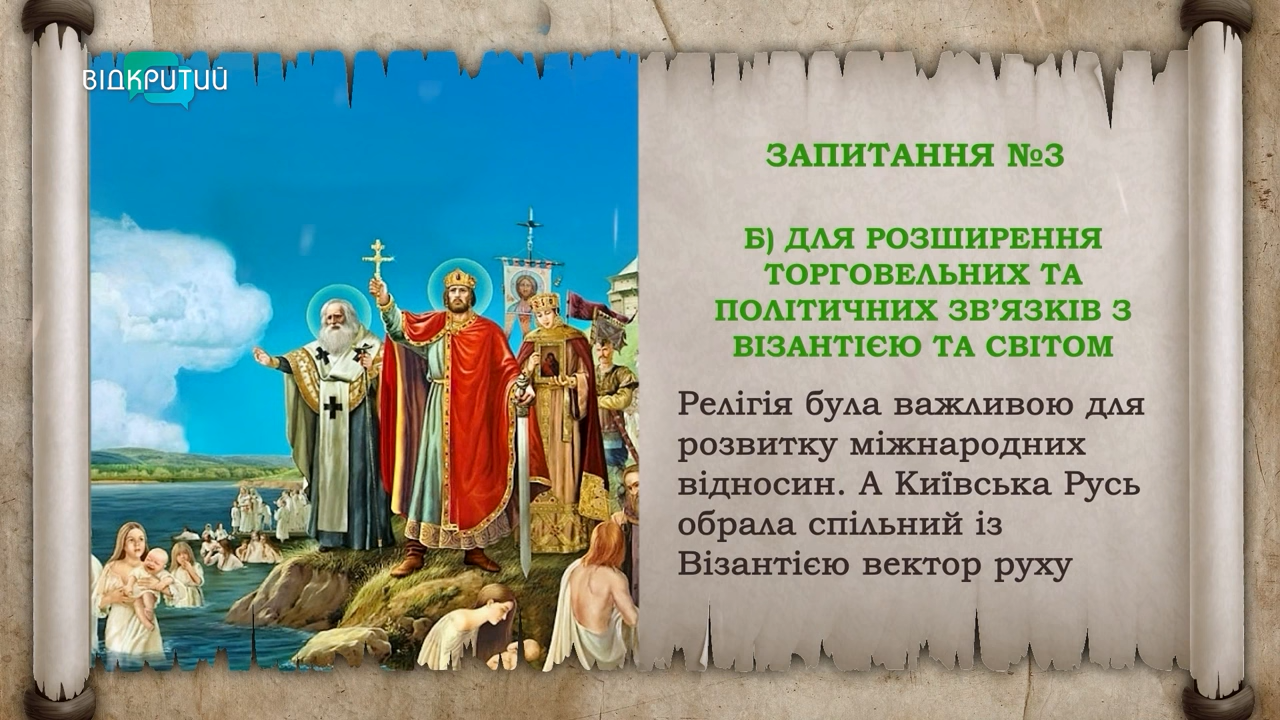 ВІДКРИТИЙ
ЗАПИТАННЯ №3
Б) ДЛЯ РОЗШИРЕННЯ
ТОРГОВЕЛЬНИХ ТА
ПОЛІТИЧНИХ ЗВ’ЯЗКІВ З
ВІЗАНТІЄЮ ТА СВІТОМ
Релігія була важливою для
розвитку міжнародних
відносин. А Київська Русь
обрала спільний із
Візантією вектор руху